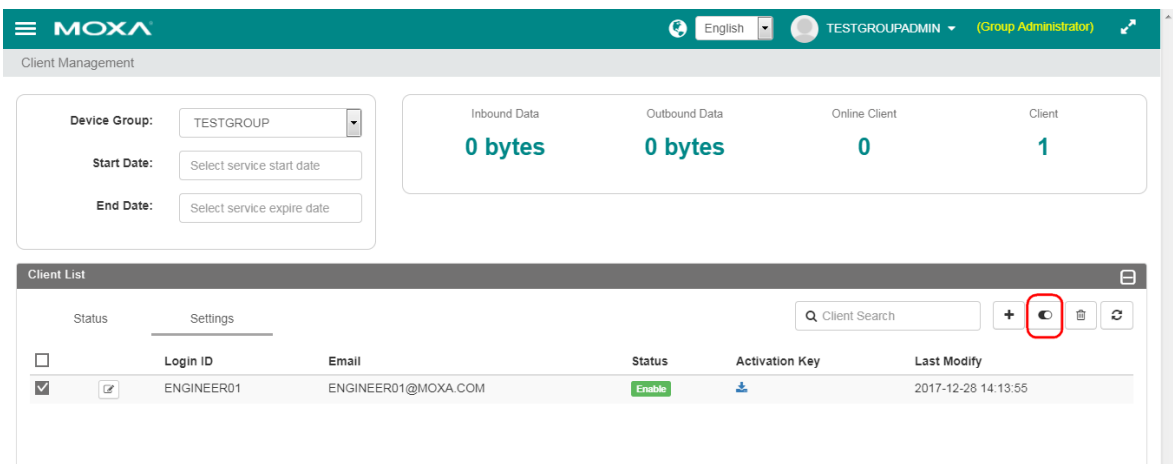 MOXA English TESTGROUPADMIN (Group Administrator)
Client Management
Device Group: TESTGROUP
Start Date: Select service start date
End Date: Select service expire date
Inbound Data Outbound Data Online Client Client
0 bytes 0 bytes 0 1
Client List
Status Settings Client Search
Login ID Email Status Activation Key Last Modify
ENGINEER01 ENGINEER01@MOXA.COM Enable 2017-12-28 14:13:55